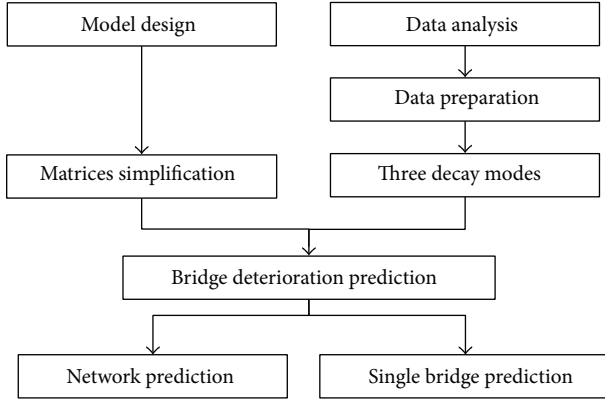 Model design
Data analysis
Data preparation
Matrices simplification
Three decay modes
Bridge deterioration prediction
Network prediction
Single bridge prediction